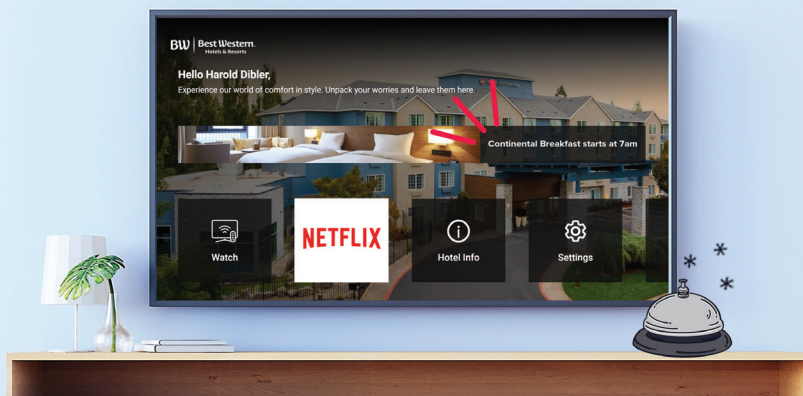 BW Best Western.
Hotels & Resorts
Hello Harold Dibler,
Experience our world of comfort in style. Unpack your worries and leave them here.
Continental Breakfast starts at 7am
Watch
NETFLIX
Hotel Info
Settings